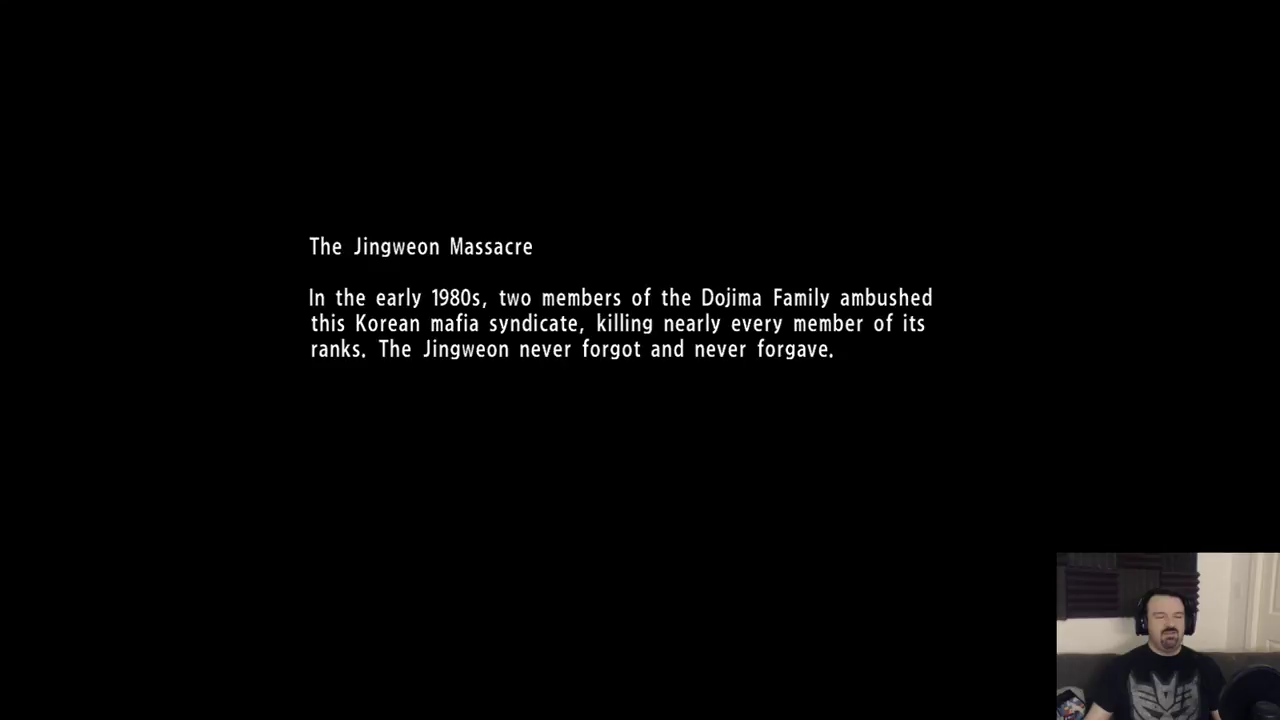 The Jingweon Massacre
In the early 1980s, two members of the Dojima Family ambushed
this Korean mafia syndicate, killing nearly every member of its
ranks. The Jingweon never forgot and never forgave.